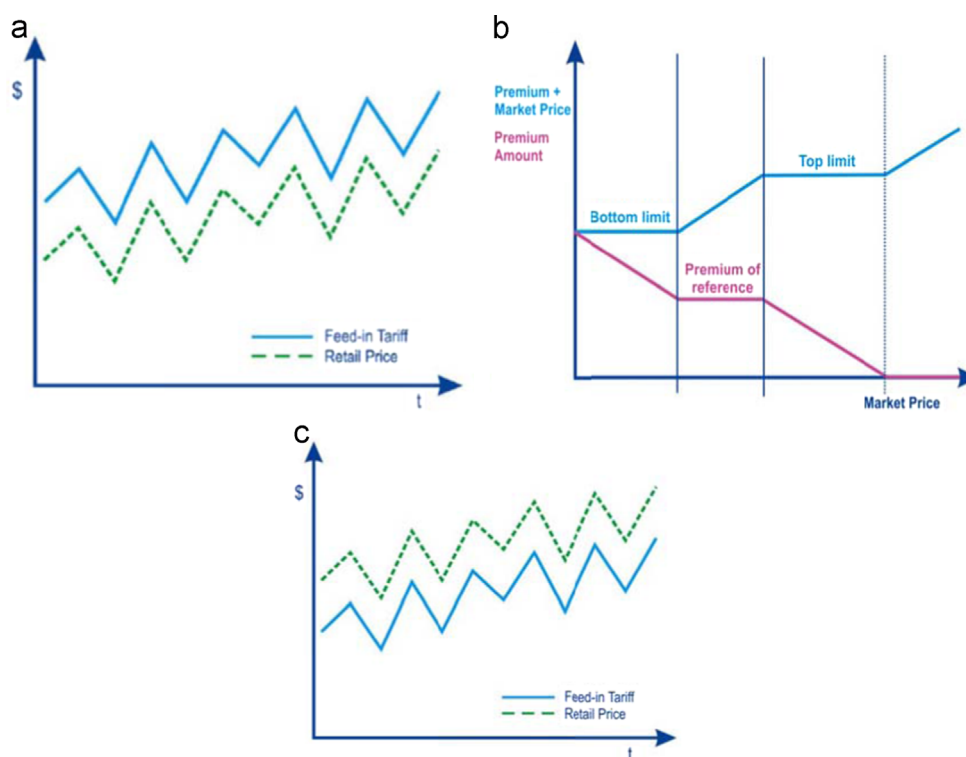 a
$
Feed-in Tariff
Retail Price
t
b
Premium +
Market Price
Premium
Amount
Top limit
Bottom limit
Premium of
reference
Market Price
c
$
Feed-in Tariff
Retail Price
t